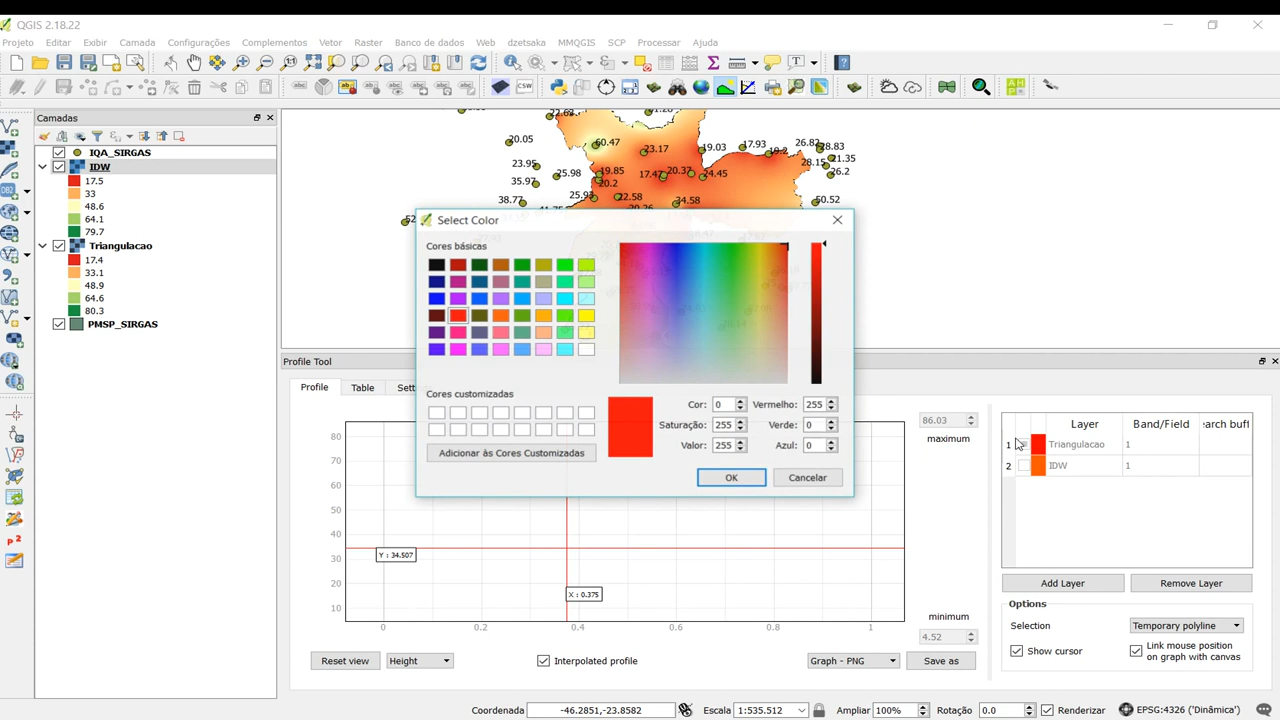 QGIS 2.18.22
Projeto Editar Exibir Camada Configurações Complementos Vetor Raster Banco de dados Web dzetsaka MMQGIS SCP Processar Ajuda
Camadas
IQA_SIRGAS
IDW
17.5
33
48.6
64.1
79.7
Triangulacao
17.4
33.1
48.9
64.6
80.3
PMSP_SIRGAS
22.69
20.05
60.47
23.17
19.03
17.93
19.2
26.82
28.83
28.15
21.35
26.2
23.95
25.98
19.85
17.47
20.37
24.45
35.97
20.2
25.93
22.58
34.58
50.52
38.77
Select Color
Cores básicas
Cores customizadas
Adicionar às Cores Customizadas
Cor: 0
Vermelho: 255
Saturação: 255
Verde: 0
Valor: 255
Azul: 0
OK
Cancelar
Profile Tool
Profile Table
86.03
maximum
80
70
60
50
40
30
20
10
0 0.2 0.4 0.6 0.8 1
Y : 34.507
X : 0.375
minimum
4.52
Layer Band/Field
1 Triangulacao 1
2 IDW 1
Add Layer
Remove Layer
Options
Selection
Temporary polyline
Show cursor
Link mouse position
on graph with canvas
Reset view
Height
Interpolated profile
Graph - PNG
Save as
Coordenada -46.2851,-23.8582 Escala 1:535.512 Ampliar 100% Rotação 0.0 Renderizar EPSG:4326 ('Dinâmica')